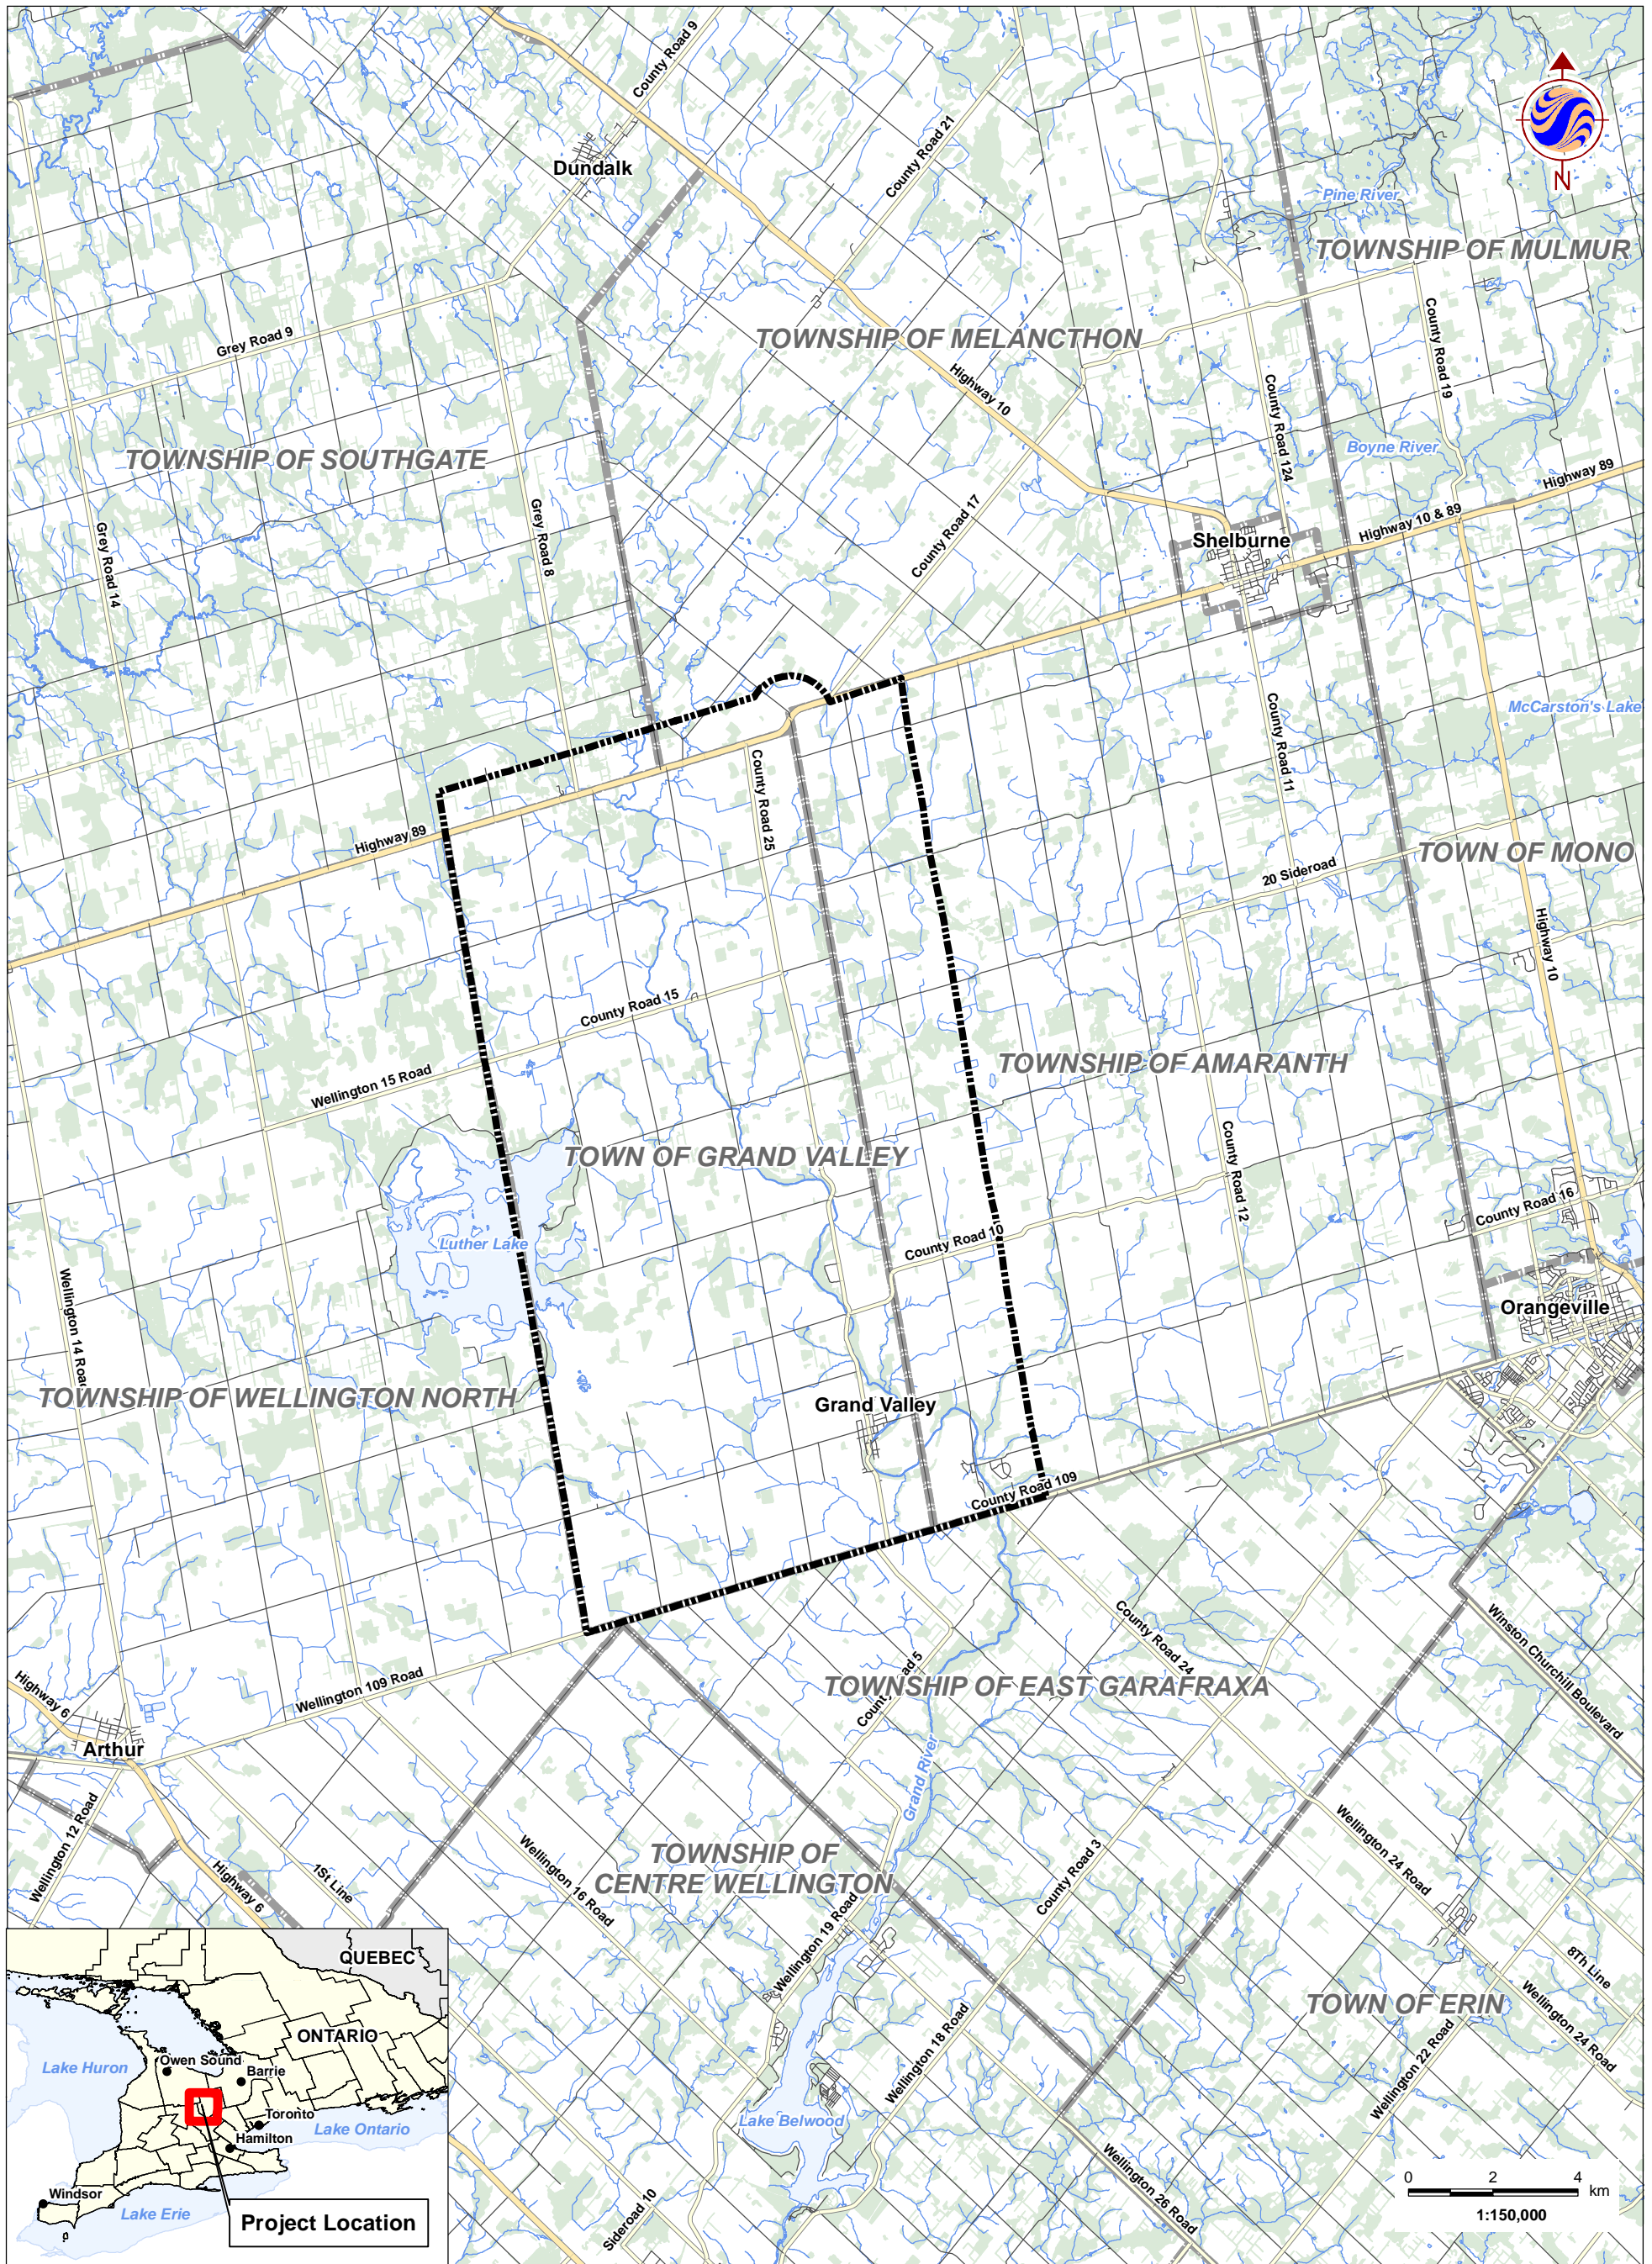 County Road 9
Dundalk
County Road 21
N
Pine River
TOWNSHIP OF MULMUR
Grey Road 9
TOWNSHIP OF MELANCTHON
County Road 19
Highway 10
County Road 124
Boyne River
TOWNSHIP OF SOUTHGATE
Highway 89
Grey Road 14
Grey Road 8
County Road 17
Highway 10 & 89
Shelburne
McCarston's Lake
County Road 11
County Road 25
Highway 89
20 Sideroad
TOWN OF MONO
Highway 10
County Road 15
Wellington 15 Road
TOWNSHIP OF AMARANTH
TOWN OF GRAND VALLEY
County Road 12
County Road 16
County Road 10
Luther Lake
Wellington 14 Road
Orangeville
TOWNSHIP OF WELLINGTON NORTH
Grand Valley
County Road 109
County Road 24
Winston Churchill Boulevard
County Road 5
TOWNSHIP OF EAST GARAFRAXA
Highway 6
Wellington 109 Road
Arthur
Grand River
Wellington 12 Road
Highway 6
1St Line
Wellington 16 Road
TOWNSHIP OF
CENTRE WELLINGTON
County Road 3
Wellington 24 Road
Wellington 19 Road
8Th Line
TOWN OF ERIN
Wellington 24 Road
Wellington 18 Road
Wellington 22 Road
Lake Belwood
Wellington 26 Road
Sideroad 10
QUEBEC
ONTARIO
Lake Huron
Owen Sound
Barrie
Toronto
Lake Ontario
Hamilton
Windsor
Lake Erie
Project Location
0 2 4
km
1:150,000